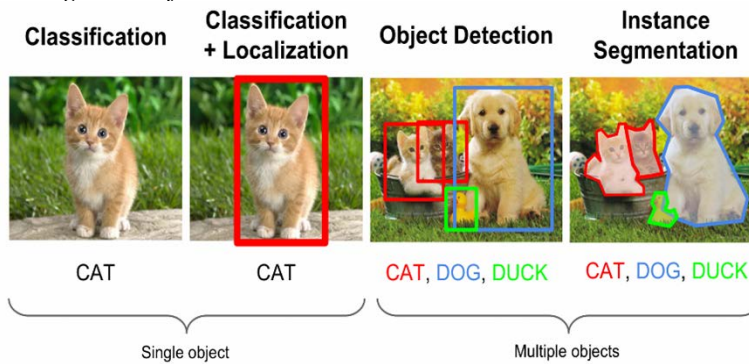 Classification
Classification
+ Localization
Object Detection
Instance
Segmentation
CAT
CAT
CAT, DOG, DUCK
CAT, DOG, DUCK
Single object
Multiple objects